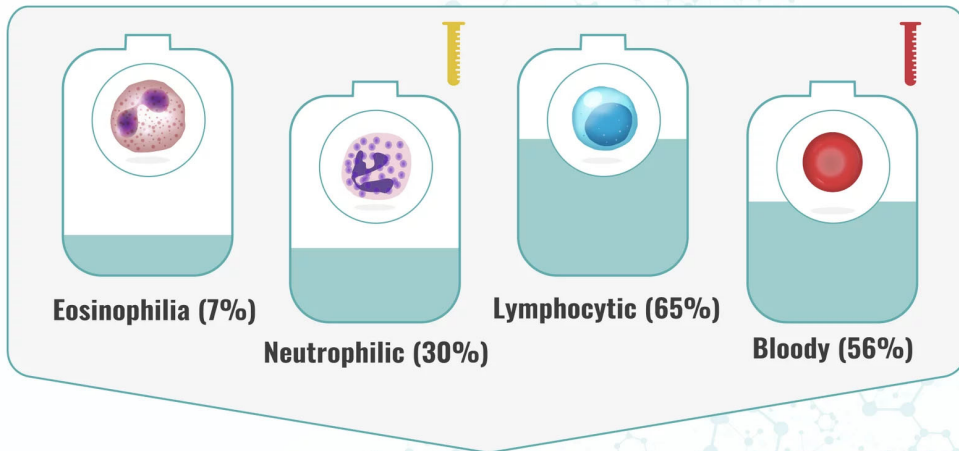 Eosinophilia (7%)
Neutrophilic (30%)
Lymphocytic (65%)
Bloody (56%)